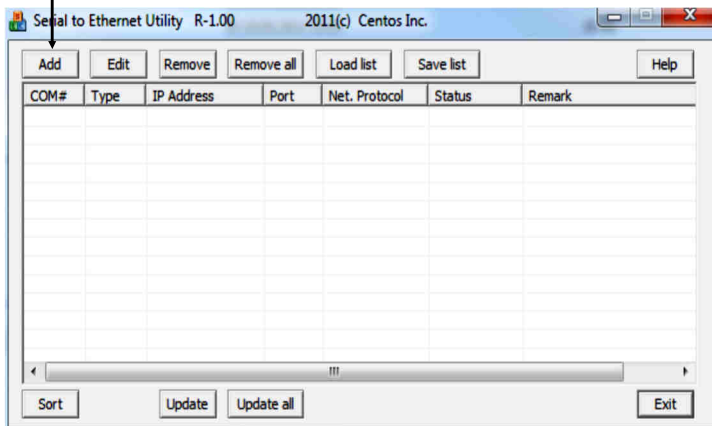 Serial to Ethernet Utility R-1.00 2011(c) Centos Inc.
Add Edit Remove Remove all Load list Save list Help
COM# Type IP Address Port Net. Protocol Status Remark
Sort Update Update all Exit